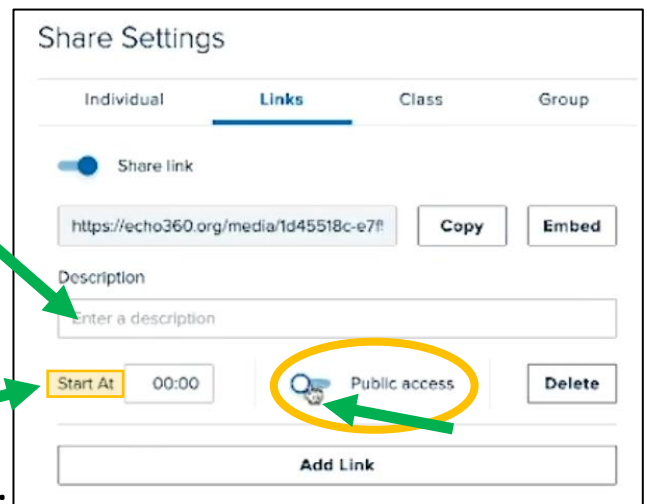 Share Settings
Individual Links Class Group
Share link
https://echo360.org/media/1d45518c-e7f! Copy Embed
Description
Enter a description
Start At 00:00 Public access Delete
Add Link
.